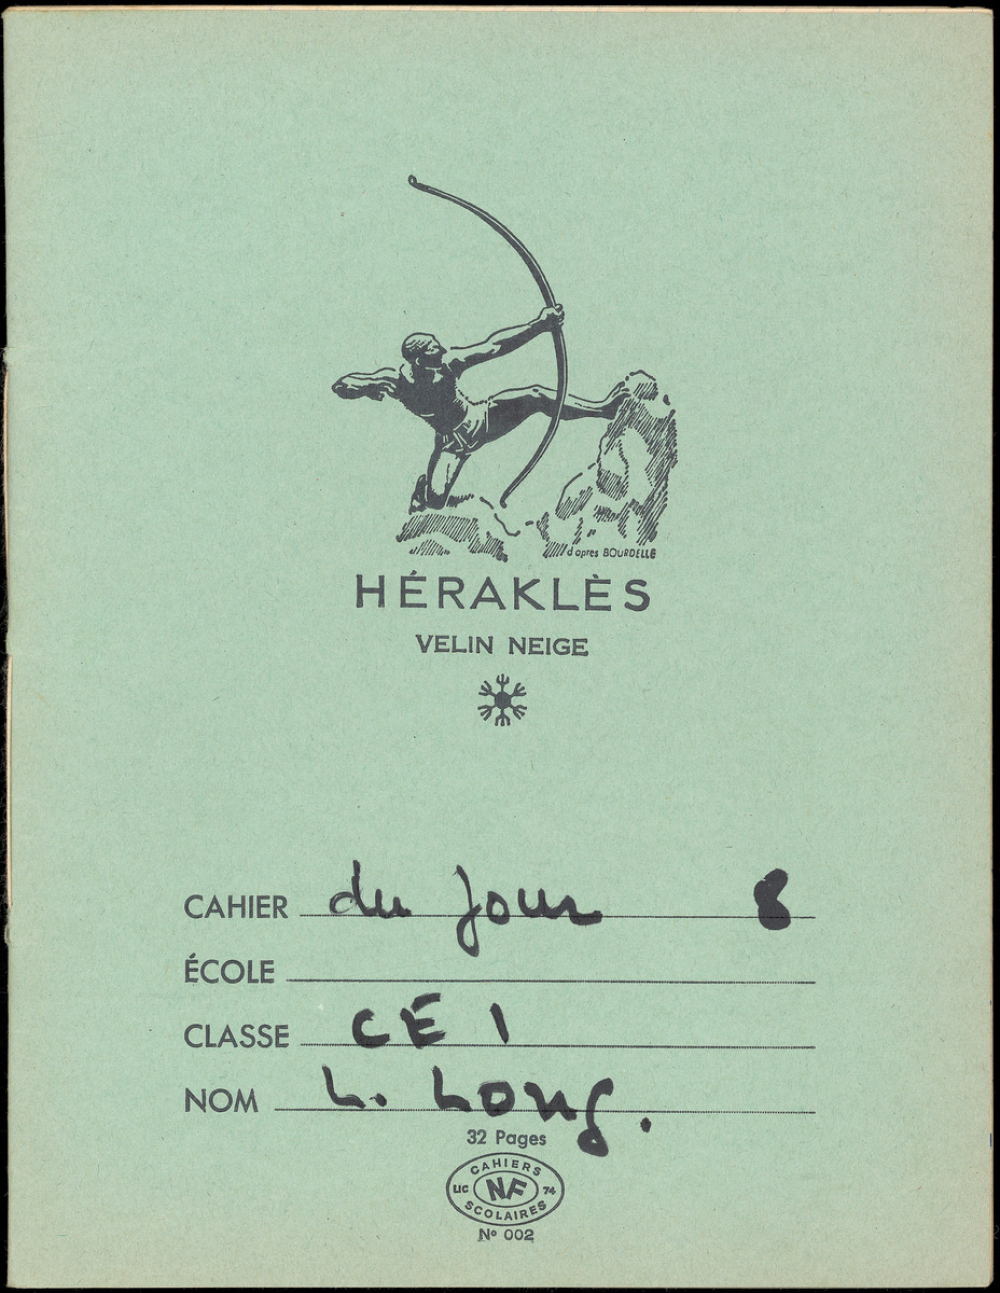 d'apres BOURDELLE
HÉRAKLÈS
VELIN NEIGE
CAHIER du jour 8
ÉCOLE
CLASSE CE 1
NOM L. Long.
32 Pages
CAHIERS
LIC NF 74
SCOLAIRES
Nº 002